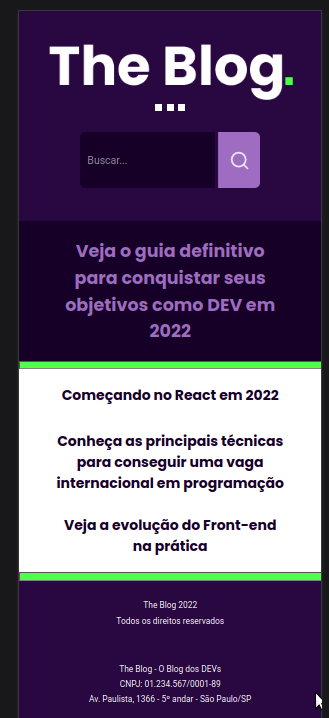 The Blog.
Buscar...
Veja o guia definitivo
para conquistar seus
objetivos como DEV em
2022
Começando no React em 2022
Conheça as principais técnicas
para conseguir uma vaga
internacional em programação
Veja a evolução do Front-end
na prática
The Blog 2022
Todos os direitos reservados
The Blog - O Blog dos DEVs
CNPJ: 01.234.567/0001-89
Av. Paulista, 1366 - 5º andar - São Paulo/SP